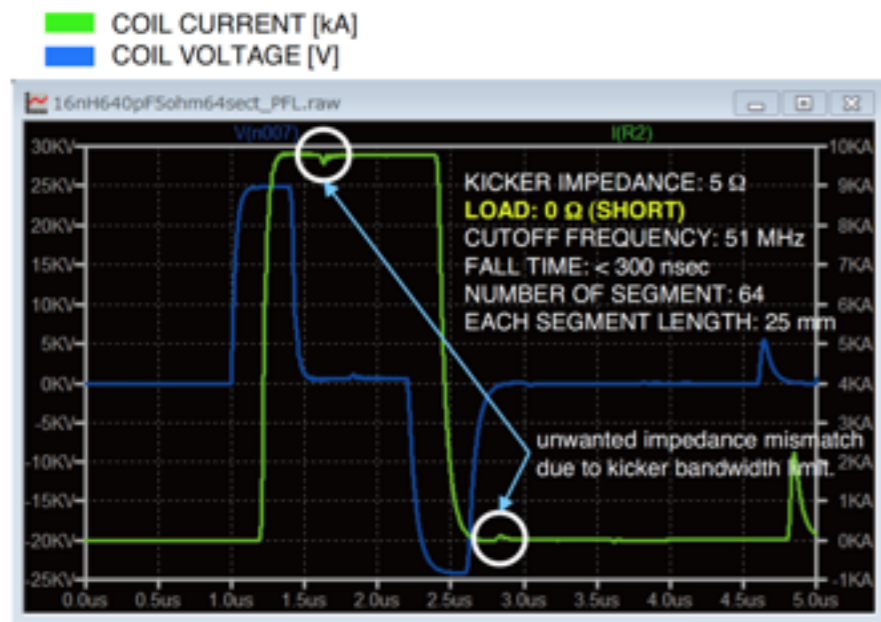 COIL CURRENT [kA]
COIL VOLTAGE [V]
16nH640pF5ohm64sect_PFL.raw
V(n007)
I(R2)
30KV
25KV
20KV
15KV
10KV
5KV
0KV
-5KV
-10KV
-15KV
-20KV
-25KV
10KA
9KA
8KA
7KA
6KA
5KA
4KA
3KA
2KA
1KA
0KA
-1KA
KICKER IMPEDANCE: 5 Ω
LOAD: 0 Ω (SHORT)
CUTOFF FREQUENCY: 51 MHz
FALL TIME: < 300 nsec
NUMBER OF SEGMENT: 64
EACH SEGMENT LENGTH: 25 mm
unwanted impedance mismatch
due to kicker bandwidth limit.
0.0us 0.5us 1.0us 1.5us 2.0us 2.5us 3.0us 3.5us 4.0us 4.5us 5.0us